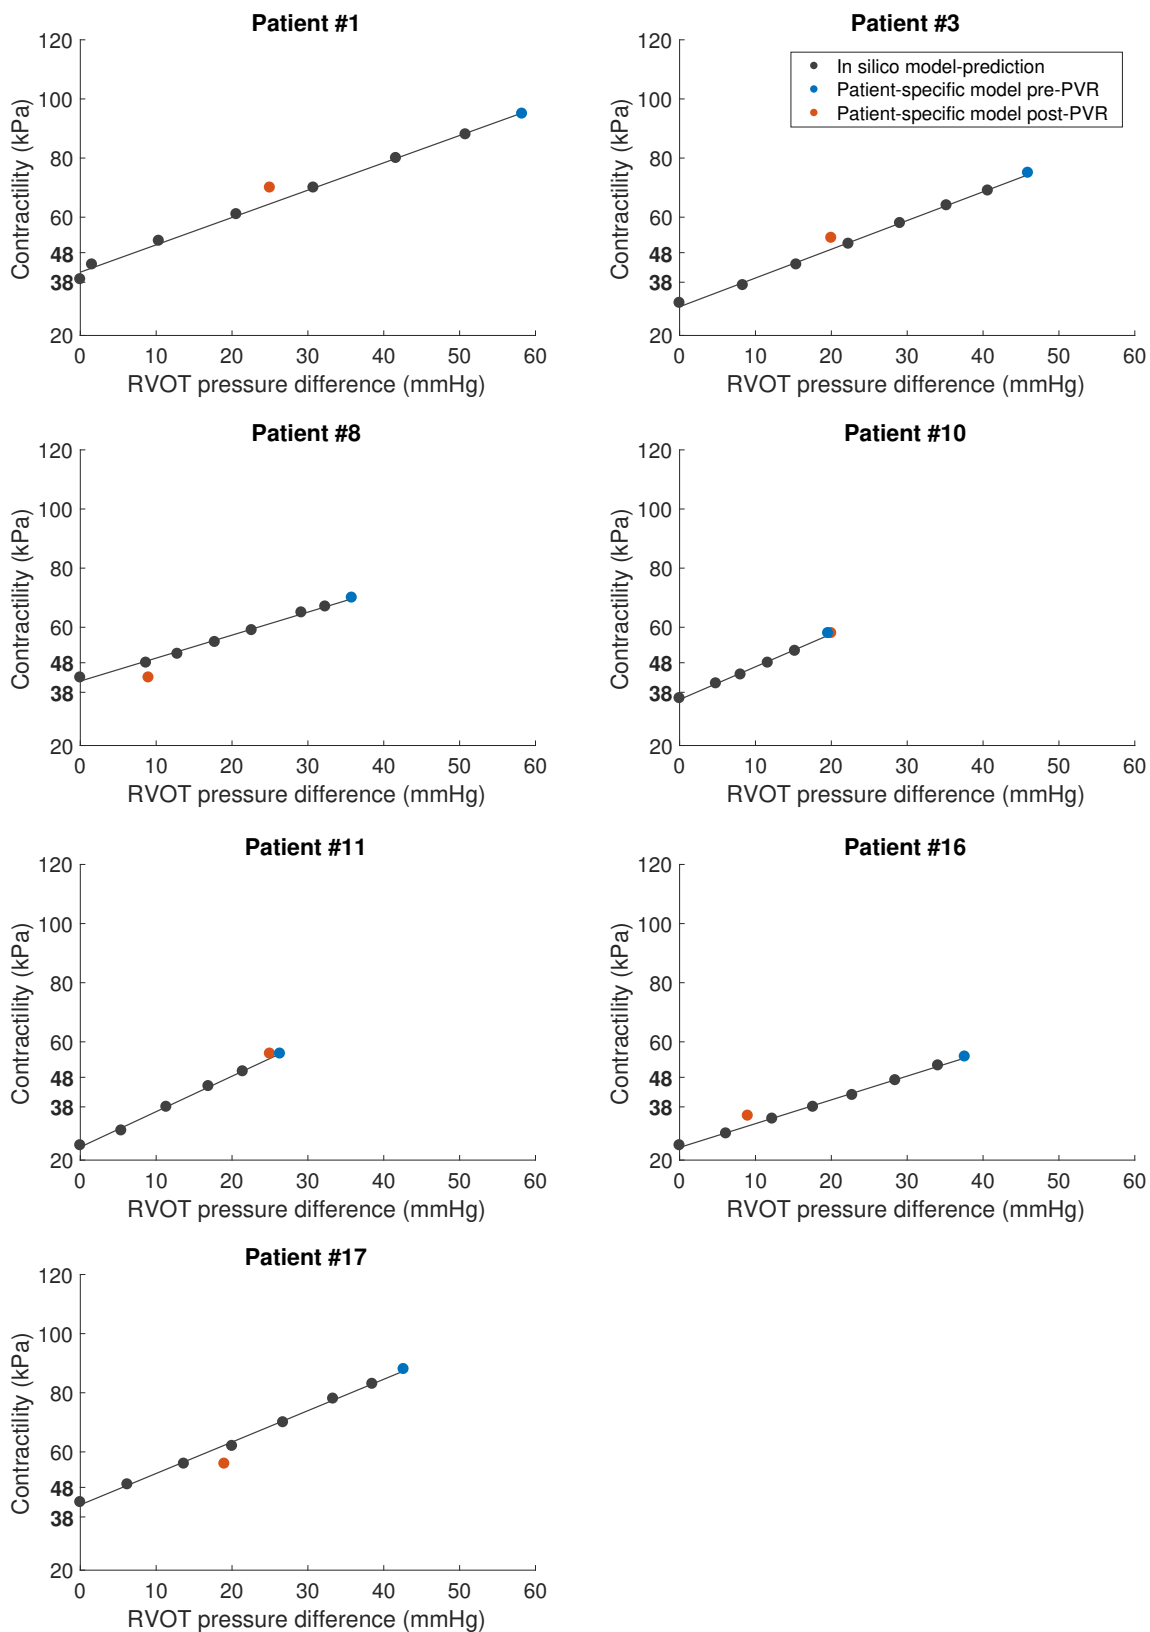 Patient #1
120
100
80
60
48
38
20
0 10 20 30 40 50 60
Contractility (kPa)
RVOT pressure difference (mmHg)
Patient #3
In silico model-prediction
Patient-specific model pre-PVR
Patient-specific model post-PVR
120
100
80
60
48
38
20
0 10 20 30 40 50 60
Contractility (kPa)
RVOT pressure difference (mmHg)
Patient #8
120
100
80
60
48
38
20
0 10 20 30 40 50 60
Contractility (kPa)
RVOT pressure difference (mmHg)
Patient #10
120
100
80
60
48
38
20
0 10 20 30 40 50 60
Contractility (kPa)
RVOT pressure difference (mmHg)
Patient #11
120
100
80
60
48
38
20
0 10 20 30 40 50 60
Contractility (kPa)
RVOT pressure difference (mmHg)
Patient #16
120
100
80
60
48
38
20
0 10 20 30 40 50 60
Contractility (kPa)
RVOT pressure difference (mmHg)
Patient #17
120
100
80
60
48
38
20
0 10 20 30 40 50 60
Contractility (kPa)
RVOT pressure difference (mmHg)